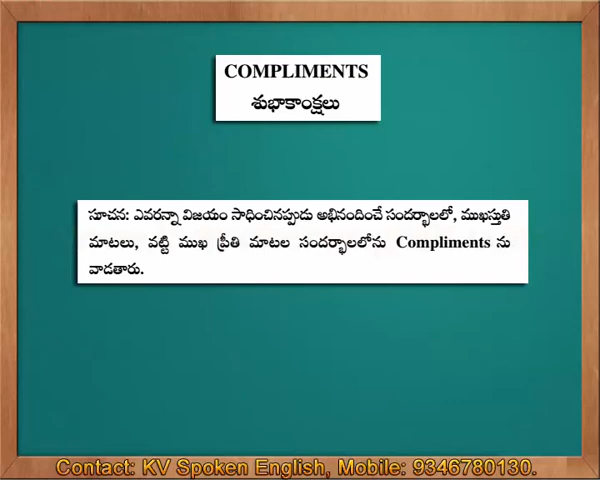 COMPLIMENTS
శుభాకాంక్షలు
సూచన: ఎవరన్నా విజయం సాధించినప్పుడు అభినందించే సందర్భాలలో, ముఖస్తుతి
మాటలు, వట్టి ముఖ ప్రీతి మాటల సందర్భాలలోను Compliments ను
వాడతారు.
Contact: KV Spoken English, Mobile: 9346780130.